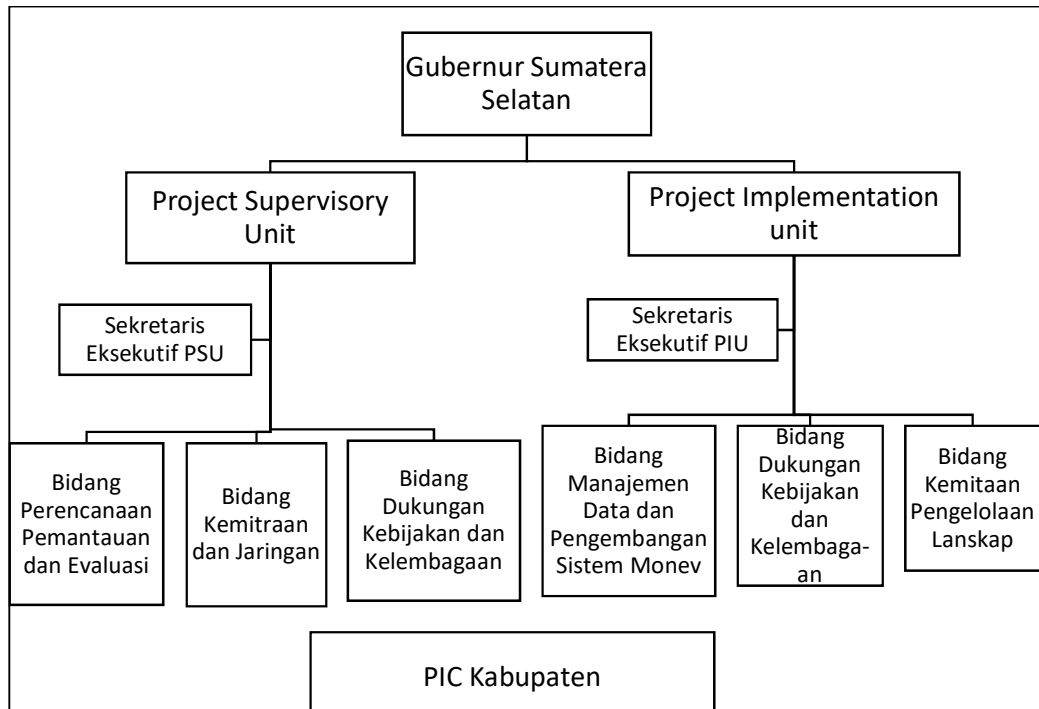 Gubernur Sumatera
Selatan
Project Supervisory
Unit
Project Implementation
unit
Sekretaris
Eksekutif PSU
Sekretaris
Eksekutif PIU
Bidang
Perencanaan
Pemantauan
dan Evaluasi
Bidang
Kemitraan
dan Jaringan
Bidang
Dukungan
Kebijakan dan
Kelembagaan
Bidang
Manajemen
Data dan
Pengembangan
Sistem Monev
Bidang
Dukungan
Kebijakan
dan
Kelembaga-
an
Bidang
Kemitaan
Pengelolaan
Lanskap
PIC Kabupaten